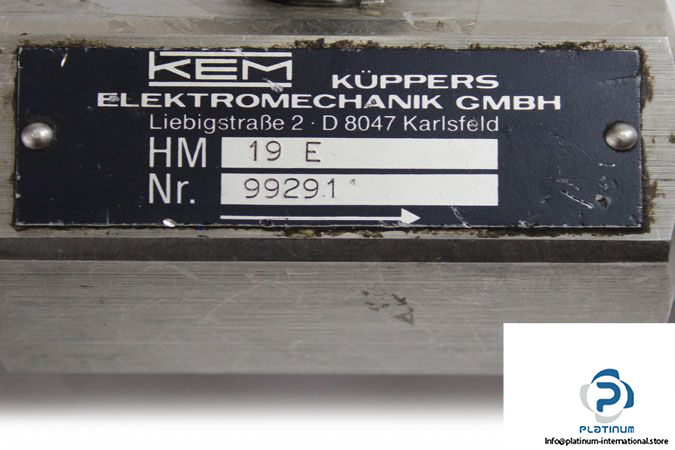 KEM KÜPPERS
ELEKTROMECHANIK GMBH
Liebigstraße 2 · D 8047 Karlsfeld
HM 19 E
Nr. 99291
PLATINUM
Info@platinum-international.store